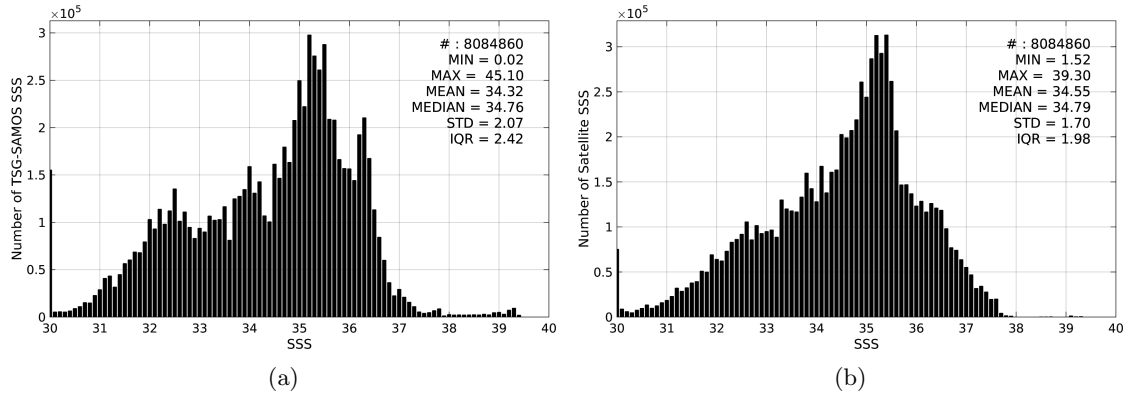 ×10⁵
3
2.5
2
1.5
1
0.5
0
Number of TSG-SAMOS SSS
# : 8084860
MIN = 0.02
MAX = 45.10
MEAN = 34.32
MEDIAN = 34.76
STD = 2.07
IQR = 2.42
30 31 32 33 34 35 36 37 38 39 40
SSS
(a)
×10⁵
3
2.5
2
1.5
1
0.5
0
Number of Satellite SSS
# : 8084860
MIN = 1.52
MAX = 39.30
MEAN = 34.55
MEDIAN = 34.79
STD = 1.70
IQR = 1.98
30 31 32 33 34 35 36 37 38 39 40
SSS
(b)